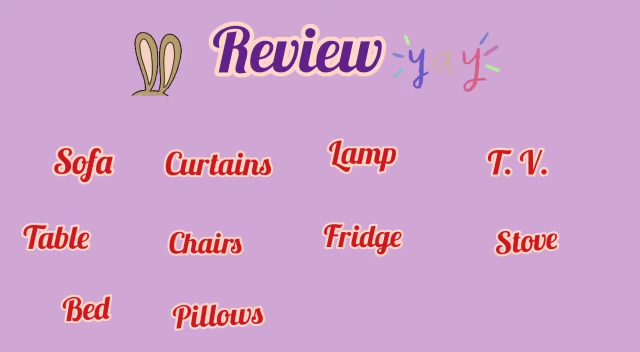 Review yay
Sofa Curtains Lamp T. V.
Table Chairs Fridge Stove
Bed Pillows